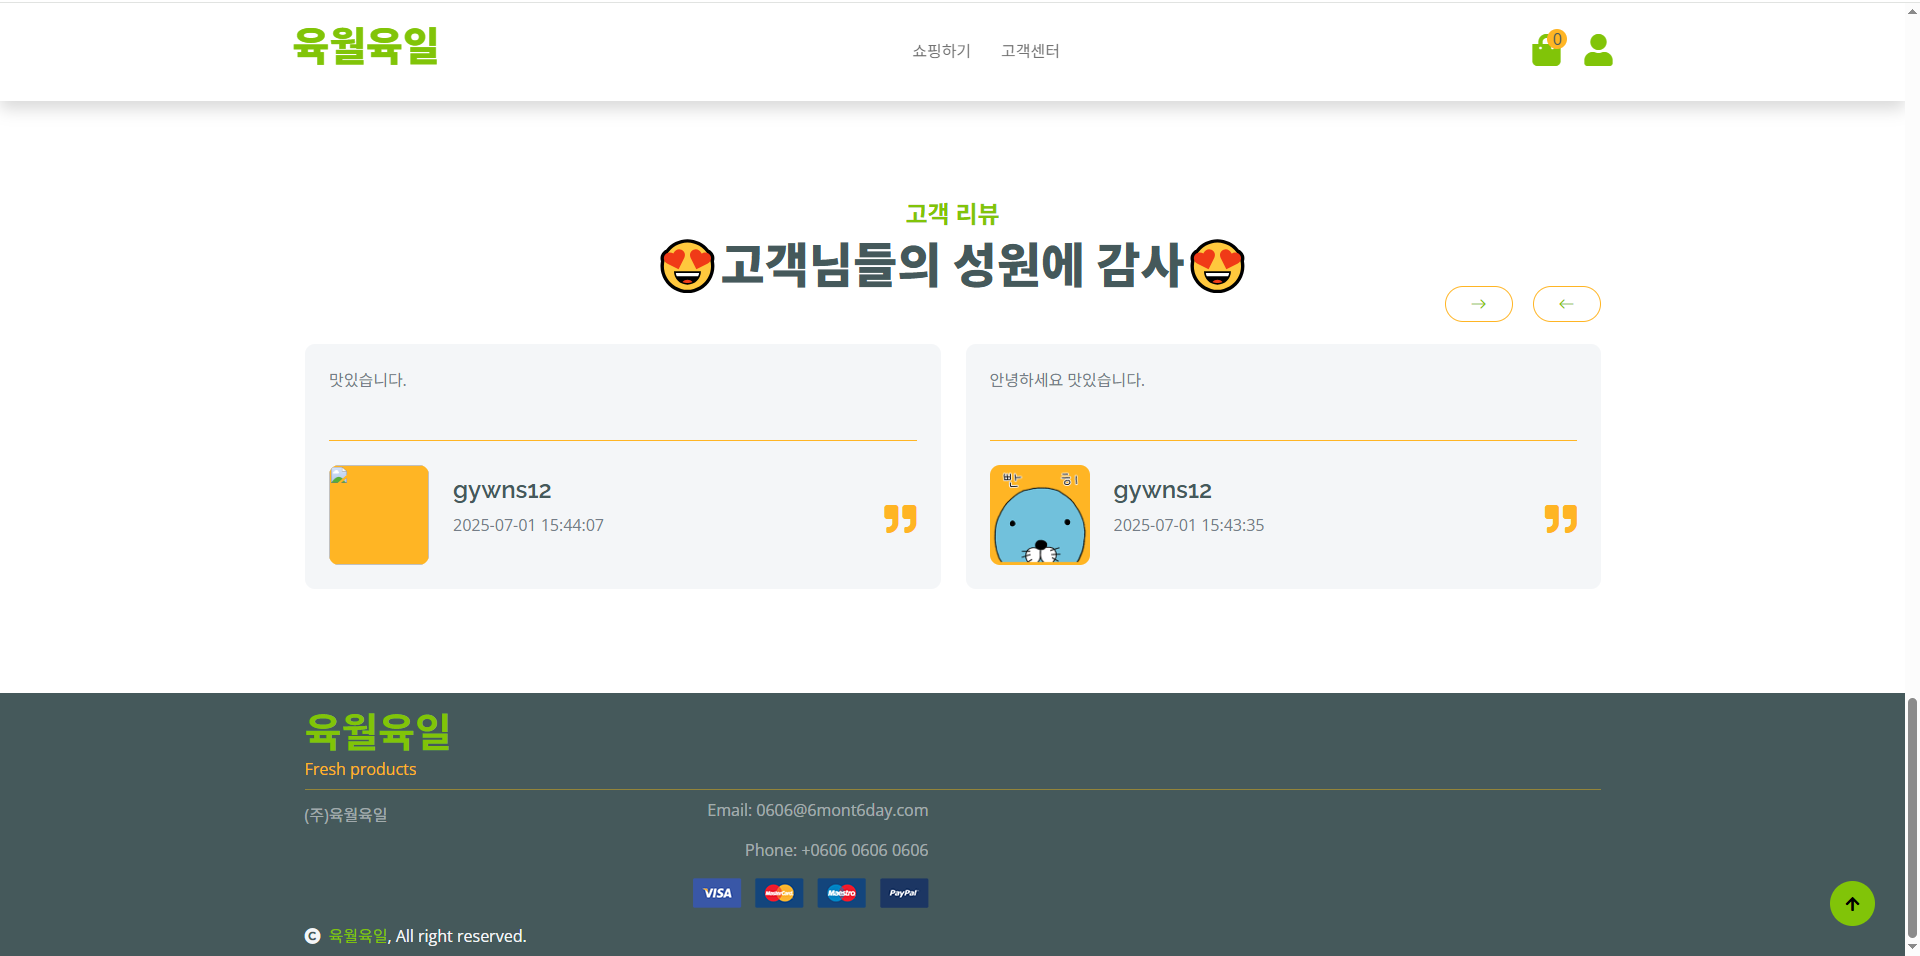 육월육일
쇼핑하기 고객센터
0
고객 리뷰
😍고객님들의 성원에 감사😍
맛있습니다.
gywns12
2025-07-01 15:44:07
안녕하세요 맛있습니다.
빤 히
gywns12
2025-07-01 15:43:35
육월육일
Fresh products
(주)육월육일
Email: 0606@6mont6day.com
Phone: +0606 0606 0606
VISA MasterCard Maestro PayPal
© 육월육일, All right reserved.